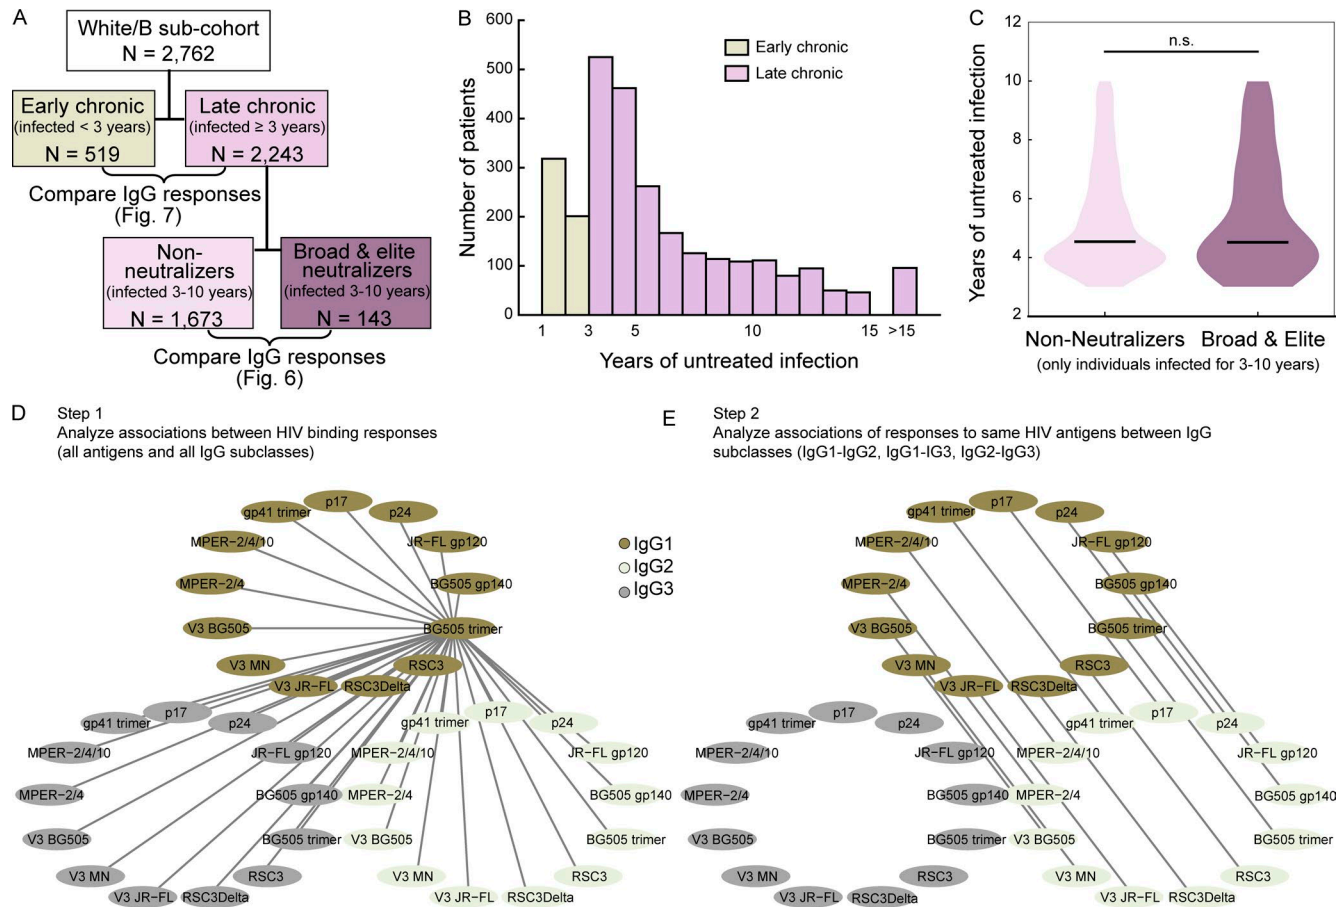 A
White/B sub-cohort
N = 2,762
Early chronic
(infected < 3 years)
N = 519
Late chronic
(infected ≥ 3 years)
N = 2,243
Compare IgG responses
(Fig. 7)
Non-
neutralizers
(infected 3-10 years)
N = 1,673
Broad & elite
neutralizers
(infected 3-10 years)
N = 143
Compare IgG responses
(Fig. 6)
B
Number of patients
600
500
400
300
200
100
0
1
3
5
10
15
>15
Years of untreated infection
Early chronic
Late chronic
C
Years of untreated infection
12
10
8
6
4
2
n.s.
Non-Neutralizers
Broad & Elite
(only individuals infected for 3-10 years)
D
Step 1
Analyze associations between HIV binding responses
(all antigens and all IgG subclasses)
p17
gp41 trimer
p24
MPER−2/4/10
JR−FL gp120
MPER−2/4
BG505 gp140
V3 BG505
BG505 trimer
V3 MN
RSC3
V3 JR−FL
RSC3Delta
p17
gp41 trimer
p24
MPER−2/4/10
JR−FL gp120
MPER−2/4
BG505 gp140
V3 BG505
BG505 trimer
V3 MN
RSC3
V3 JR−FL
RSC3Delta
p17
gp41 trimer
p24
MPER−2/4/10
JR−FL gp120
MPER−2/4
BG505 gp140
V3 BG505
BG505 trimer
V3 MN
RSC3
V3 JR−FL
RSC3Delta
IgG1
IgG2
IgG3
E
Step 2
Analyze associations of responses to same HIV antigens between IgG
subclasses (IgG1-IgG2, IgG1-IG3, IgG2-IgG3)
p17
gp41 trimer
p24
MPER−2/4/10
JR−FL gp120
MPER−2/4
BG505 gp140
V3 BG505
BG505 trimer
V3 MN
RSC3
V3 JR−FL
RSC3Delta
p17
gp41 trimer
p24
MPER−2/4/10
JR−FL gp120
MPER−2/4
BG505 gp140
V3 BG505
BG505 trimer
V3 MN
RSC3
V3 JR−FL
RSC3Delta
p17
gp41 trimer
p24
MPER−2/4/10
JR−FL gp120
MPER−2/4
BG505 gp140
V3 BG505
BG505 trimer
V3 MN
RSC3
V3 JR−FL
RSC3Delta